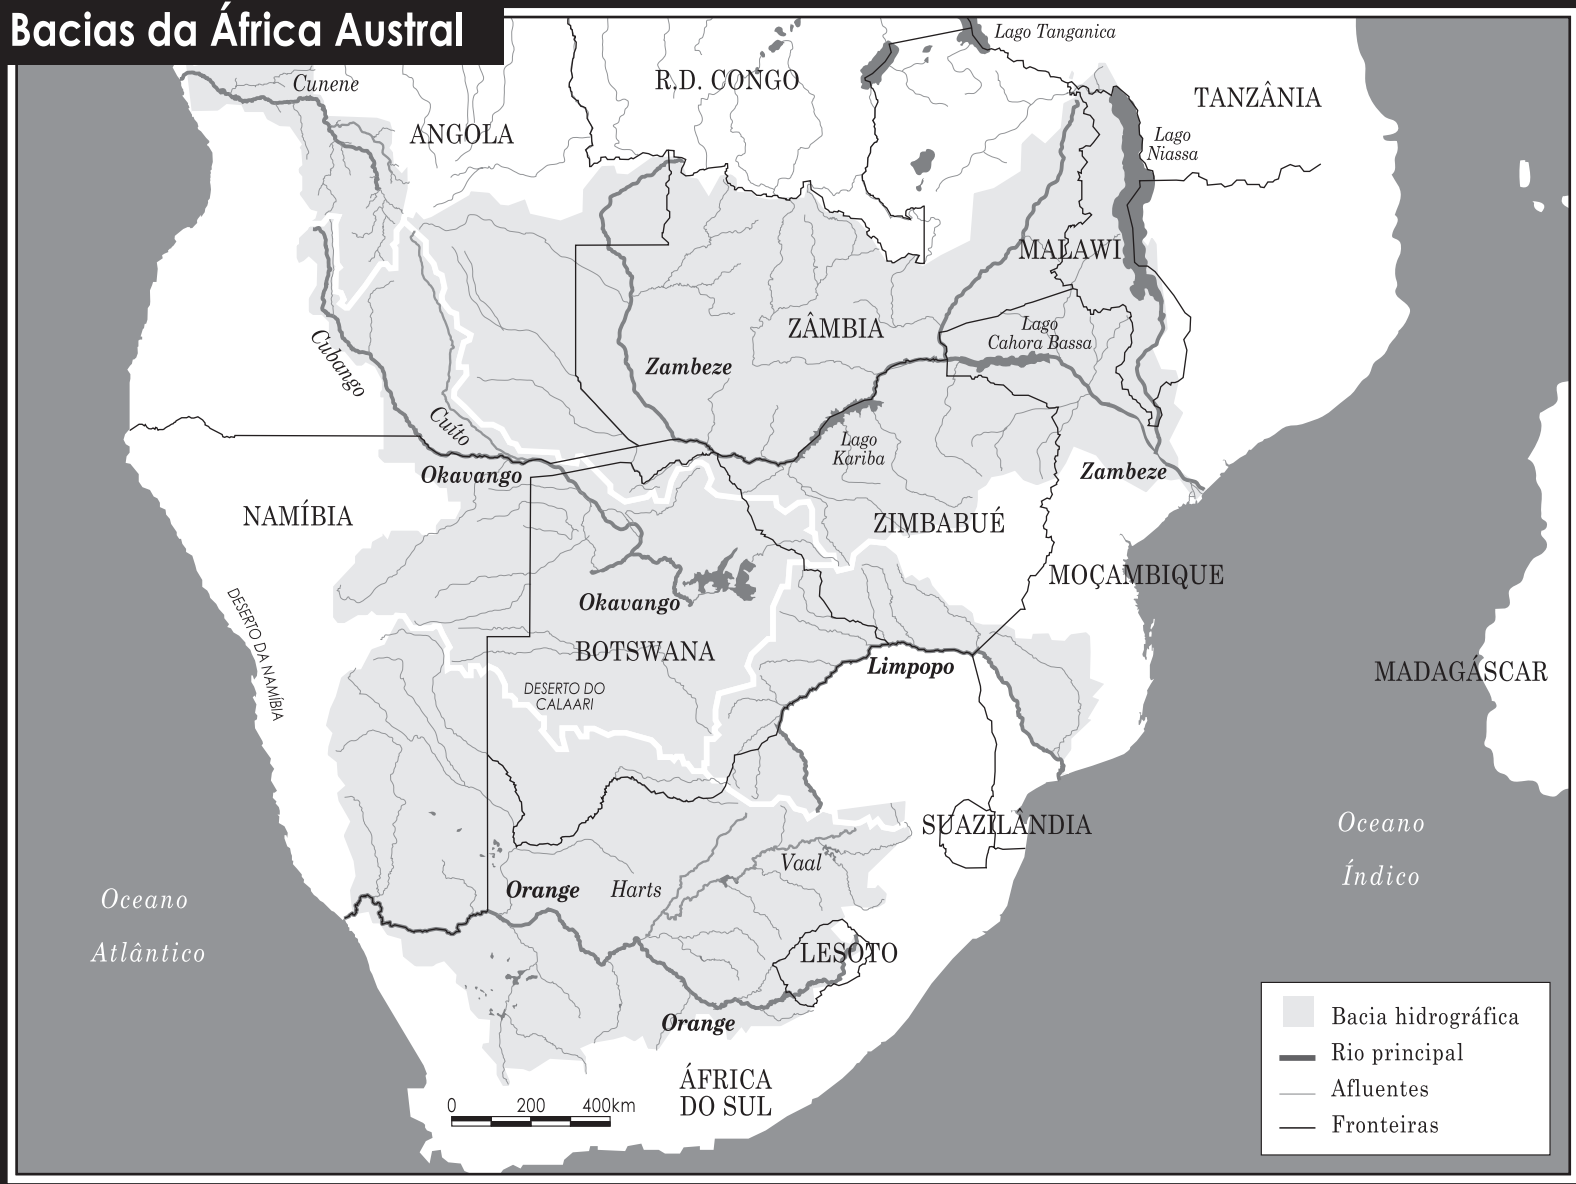 Bacias da África Austral
Lago Tanganica
Cunene
R.D. CONGO
TANZÂNIA
ANGOLA
Lago
Niassa
MALAWI
ZÂMBIA
Lago
Cahora Bassa
Cubango
Zambeze
Cuíto
Lago
Kariba
Okavango
Zambeze
NAMÍBIA
ZIMBABUÉ
MOÇAMBIQUE
DESERTO DA NAMÍBIA
Okavango
BOTSWANA
Limpopo
MADAGÁSCAR
DESERTO DO
CALAARI
SUAZILÂNDIA
Oceano
Índico
Vaal
Orange
Harts
Oceano
Atlântico
LESOTO
Orange
ÁFRICA
DO SUL
0 200 400km
Bacia hidrográfica
Rio principal
Afluentes
Fronteiras